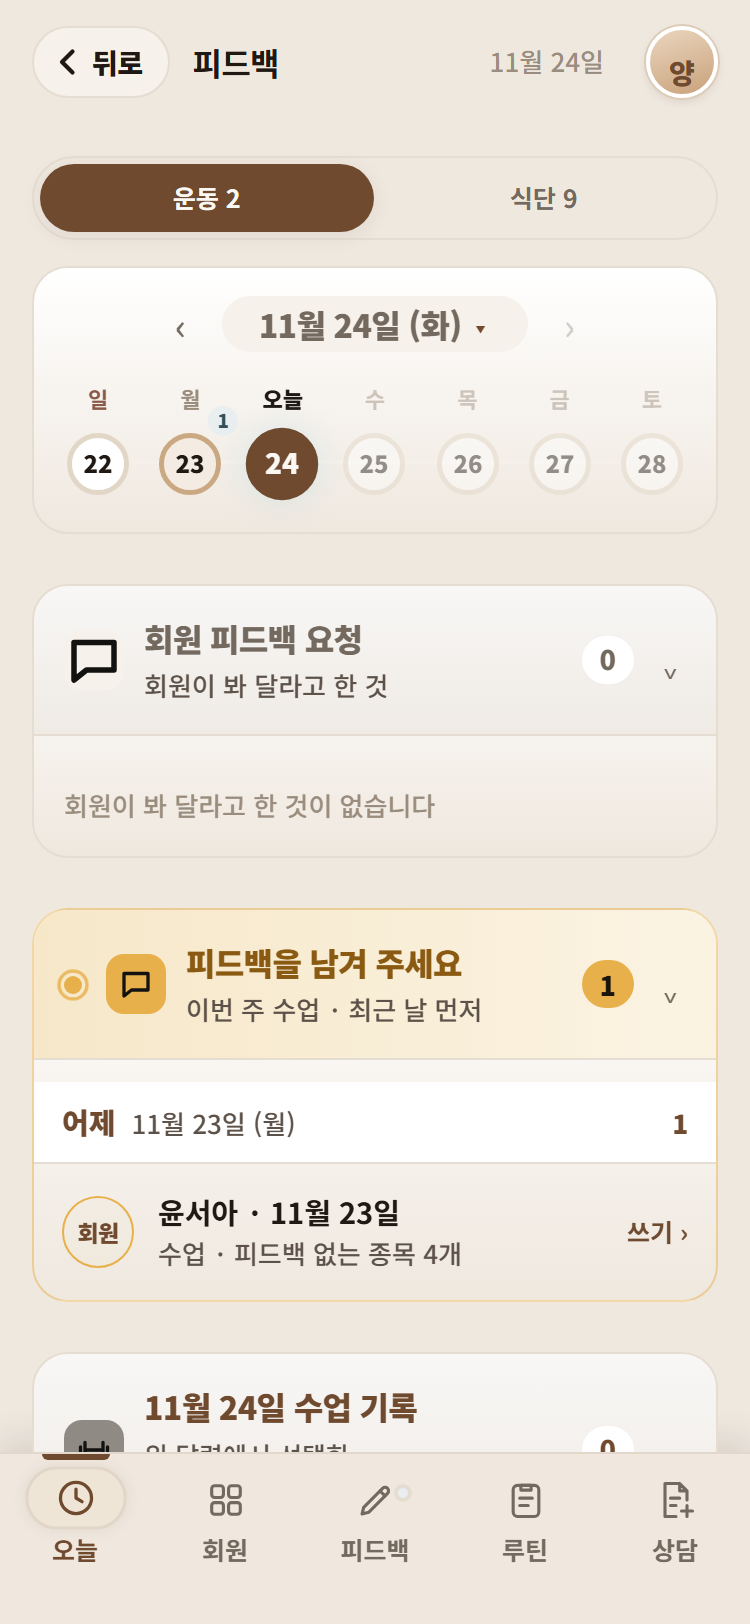 뒤로 피드백 11월 24일 양
운동 2 식단 9
‹ 11월 24일 (화) ▾ ›
일 월 오늘 수 목 금 토
1
22 23 24 25 26 27 28
회원 피드백 요청
회원이 봐 달라고 한 것
0
회원이 봐 달라고 한 것이 없습니다
피드백을 남겨 주세요
이번 주 수업 · 최근 날 먼저
1
어제 11월 23일 (월) 1
회원
윤서아 · 11월 23일
수업 · 피드백 없는 종목 4개
쓰기 ›
11월 24일 수업 기록
0
오늘 회원 피드백 루틴 상담